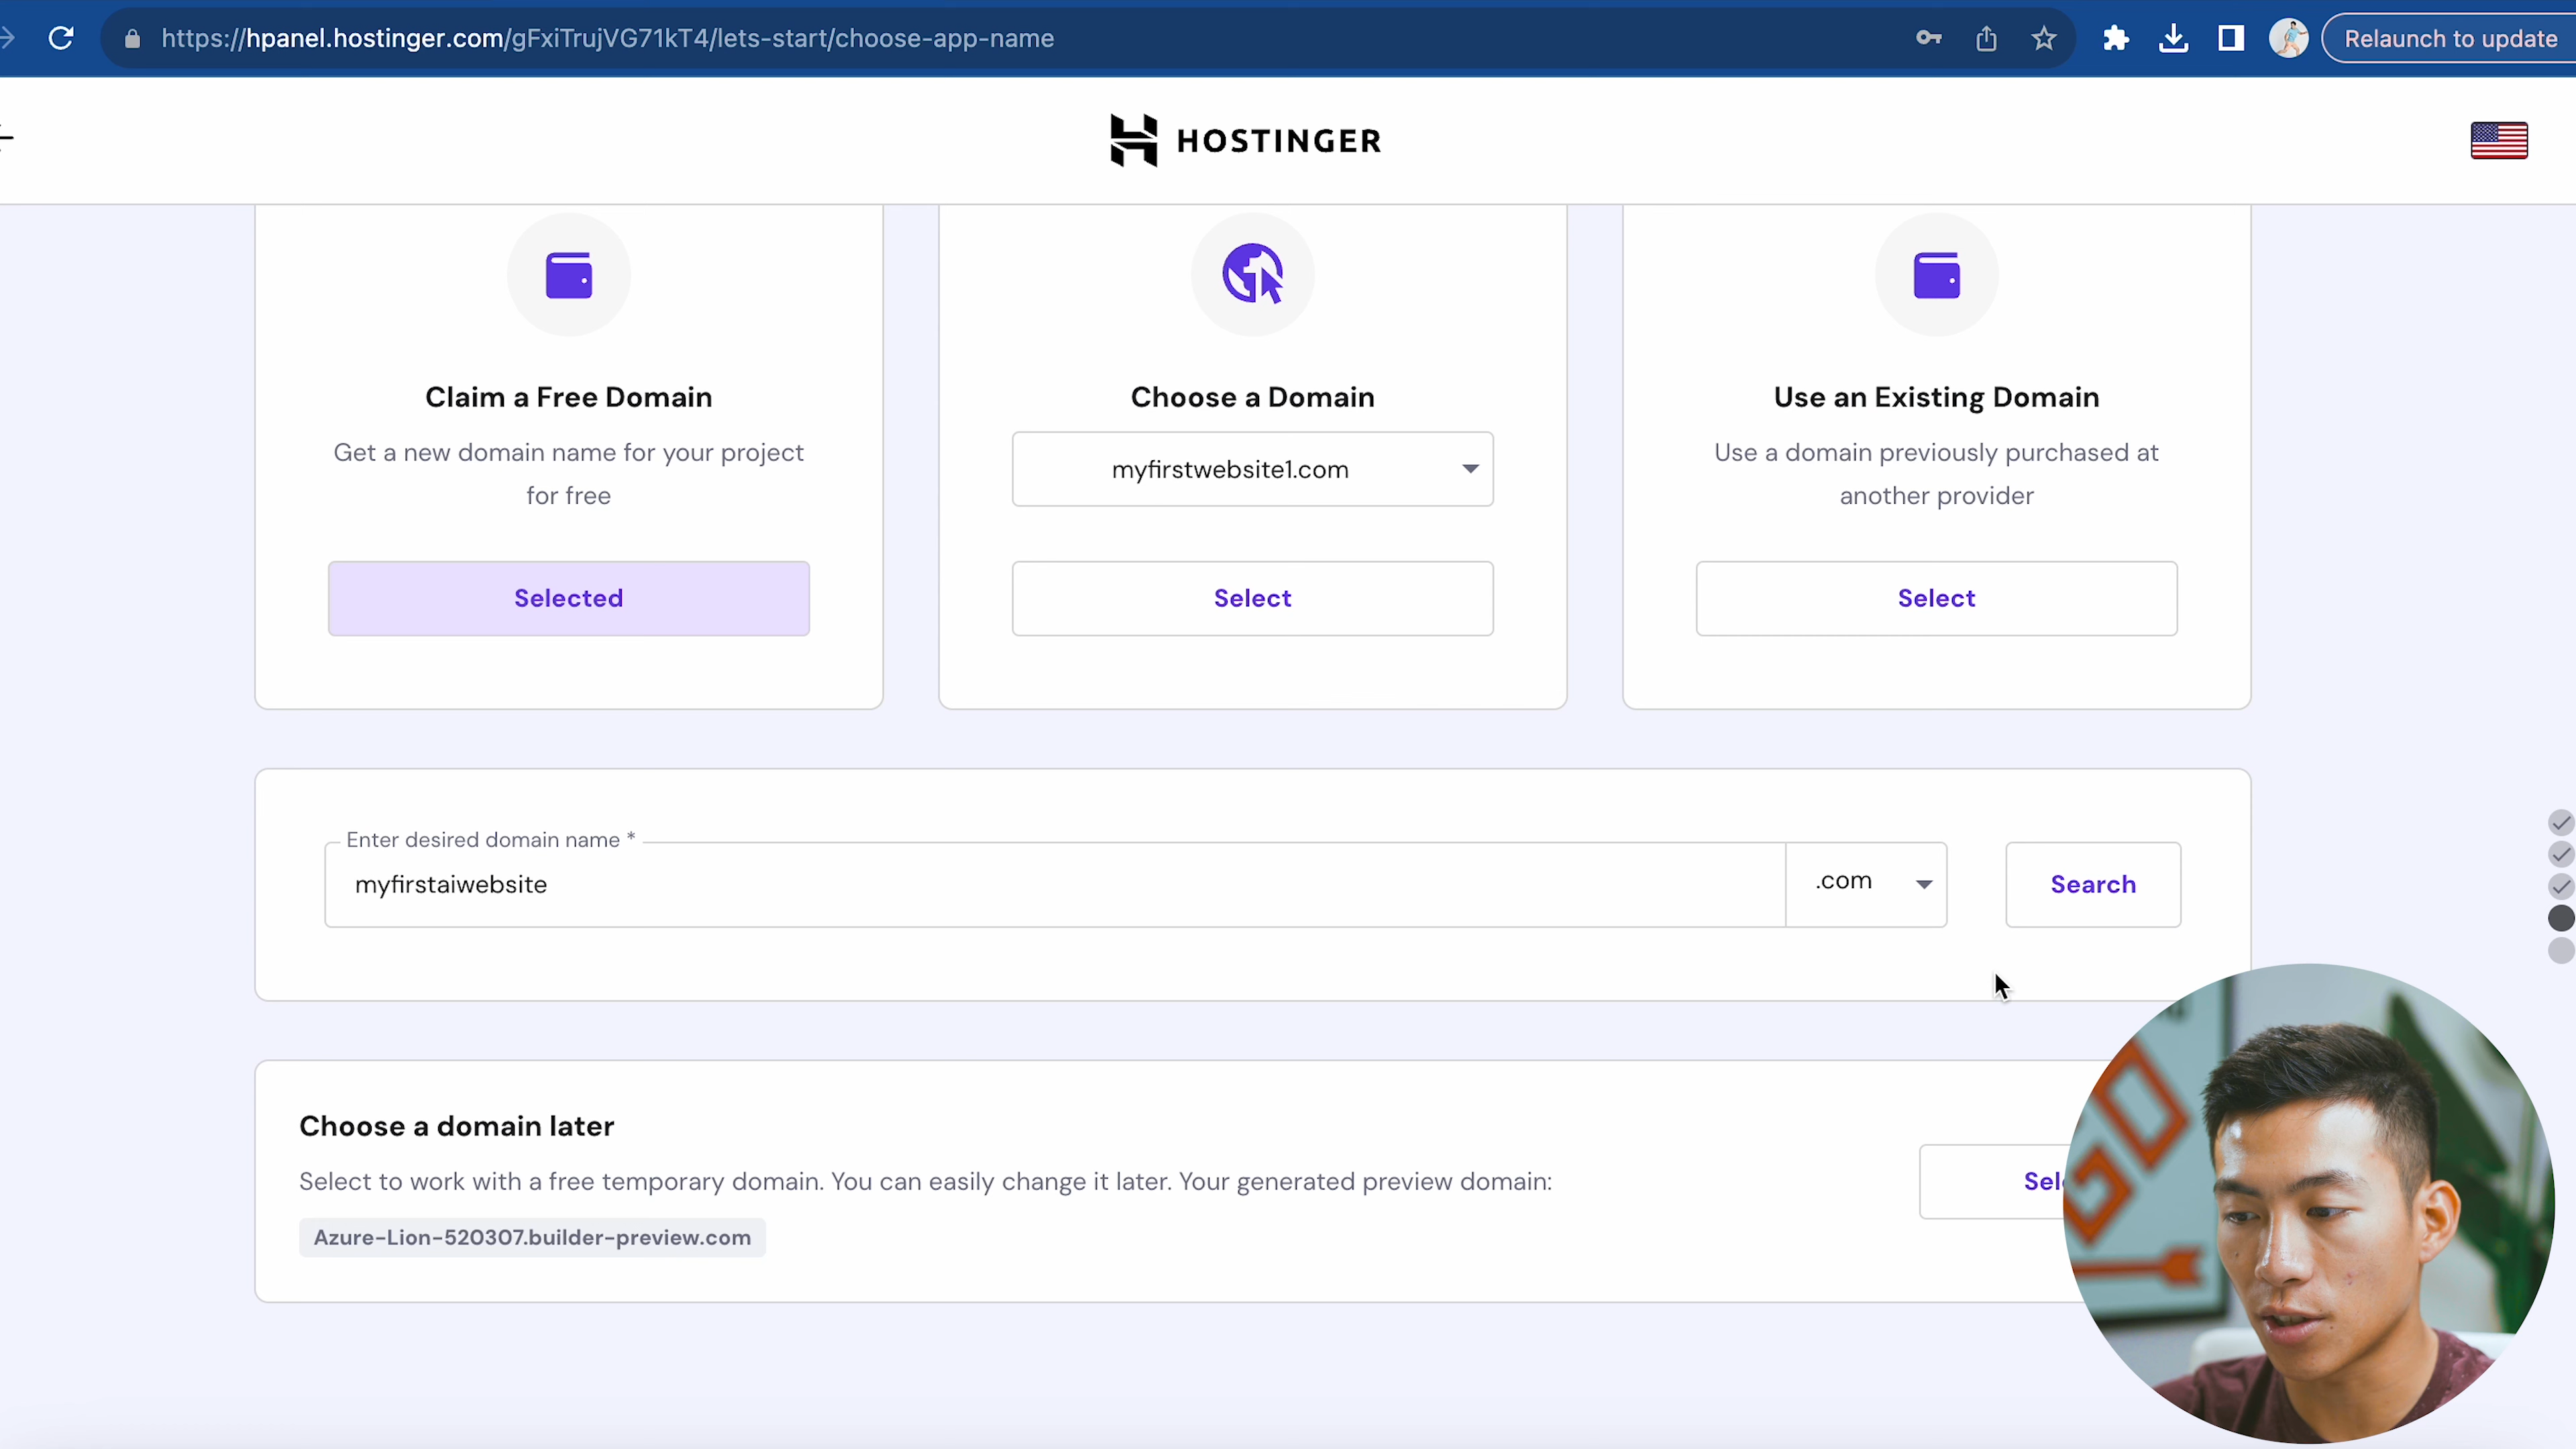 https://hpanel.hostinger.com/gFxiTrujVG71kT4/lets-start/choose-app-name
Relaunch to update
HOSTINGER
Claim a Free Domain
Get a new domain name for your project
for free
Selected
Choose a Domain
myfirstwebsite1.com
Select
Use an Existing Domain
Use a domain previously purchased at
another provider
Select
Enter desired domain name *
myfirstaiwebsite
.com
Search
Choose a domain later
Select to work with a free temporary domain. You can easily change it later. Your generated preview domain:
Azure-Lion-520307.builder-preview.com